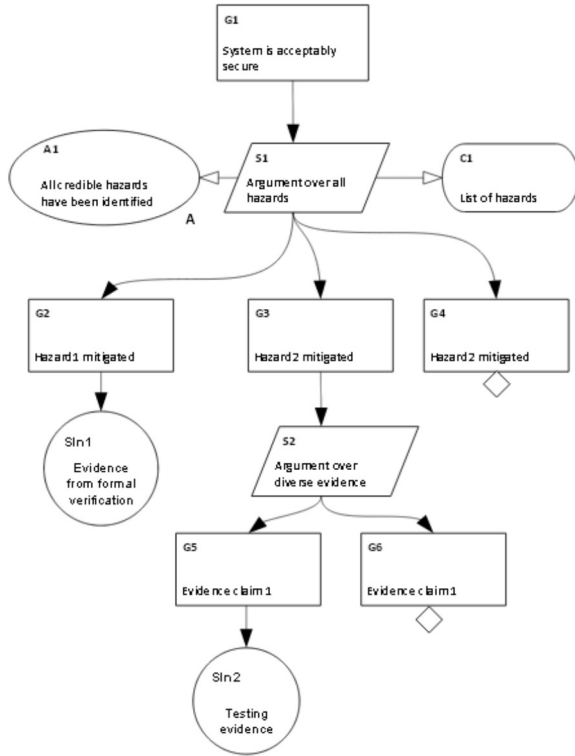 G1
System is acceptably
secure
A1
All credible hazards
have been identified
A
S1
Argument over all
hazards
C1
List of hazards
G2
Hazard1 mitigated
G3
Hazard2 mitigated
G4
Hazard2 mitigated
Sln1
Evidence
from formal
verification
S2
Argument over
diverse evidence
G5
Evidence claim1
G6
Evidence claim1
Sln2
Testing
evidence